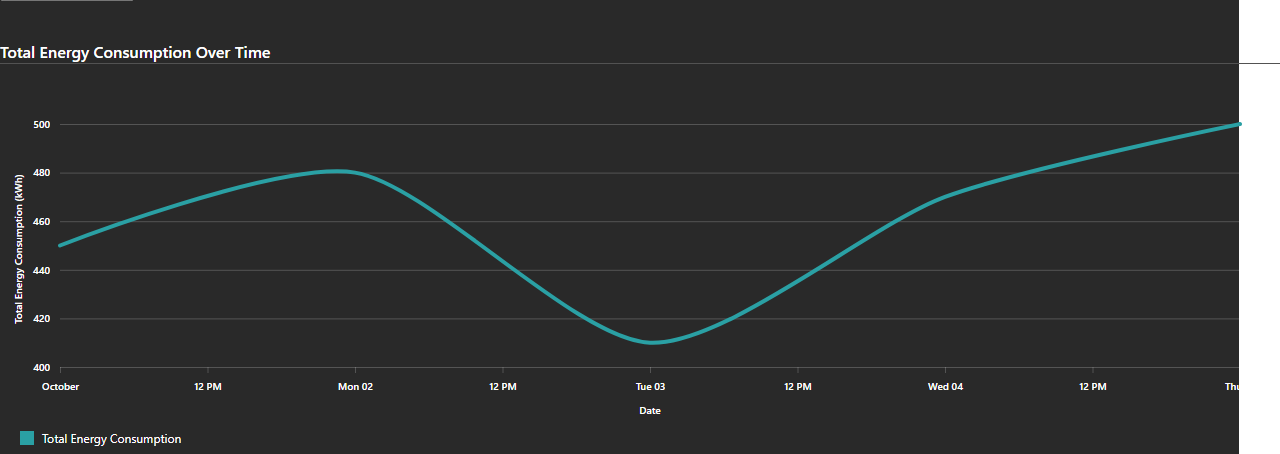 Total Energy Consumption Over Time
500
480
460
440
420
400
Total Energy Consumption (kWh)
October 12 PM Mon 02 12 PM Tue 03 12 PM Wed 04 12 PM Thu
Date
Total Energy Consumption